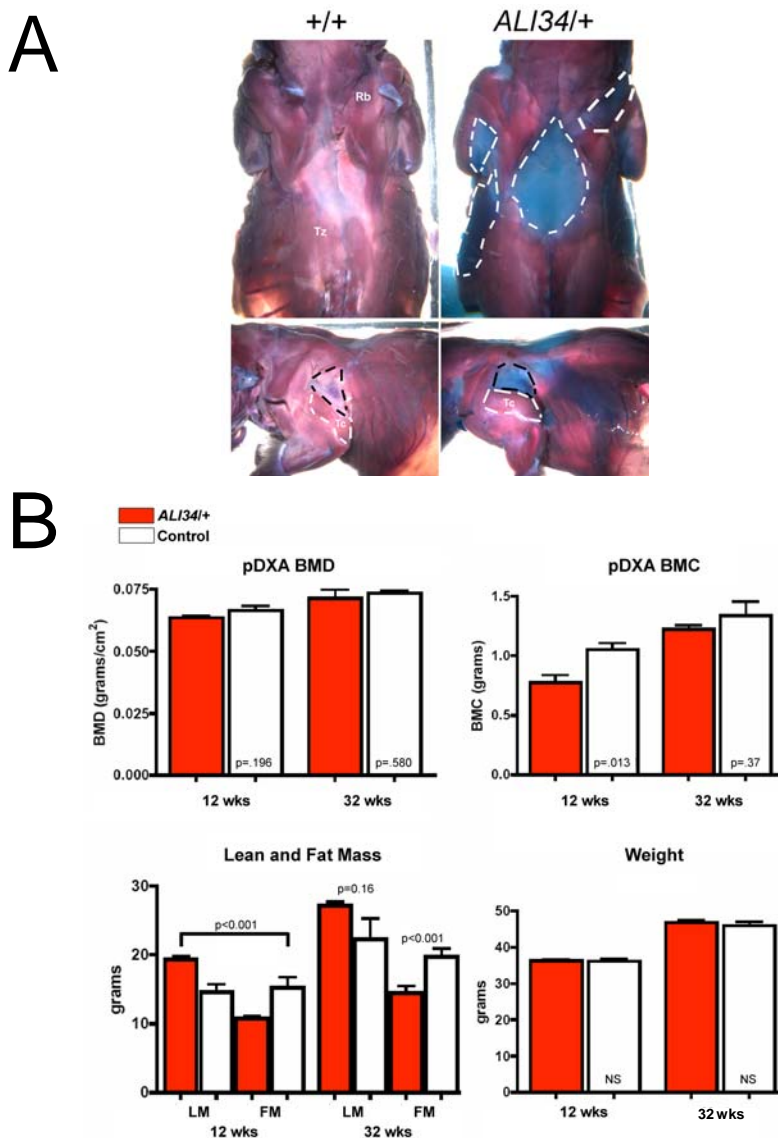 A
+/+
ALI34/+
Rb
Tz
Tc
Tc
B
ALI34/+
Control
pDXA BMD
BMD (grams/cm²)
0.075
0.050
0.025
0.000
p=.196
p=.580
12 wks
32 wks
pDXA BMC
BMC (grams)
1.5
1.0
0.5
0.0
p=.013
p=.37
12 wks
32 wks
Lean and Fat Mass
grams
30
20
10
0
p<0.001
p=0.16
p<0.001
LM
FM
LM
FM
12 wks
32 wks
Weight
grams
50
40
30
20
10
0
NS
NS
12 wks
32 wks